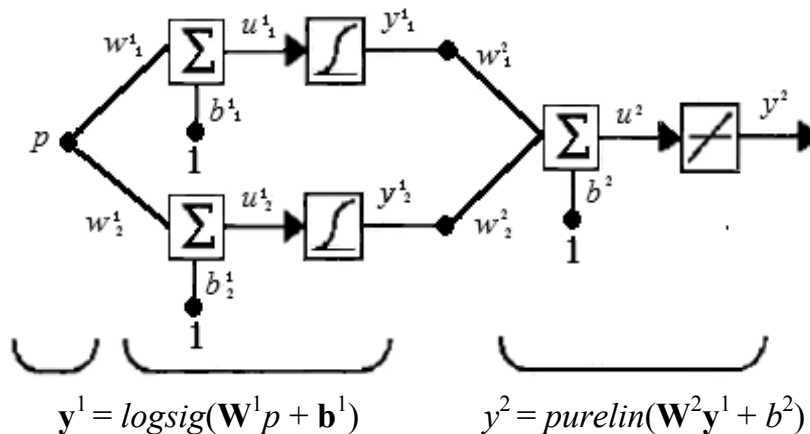 w¹₁ Σ u¹₁ y¹₁ w²₁
b¹₁
1
p Σ u² y²
b²
1
w¹₂ Σ u¹₂ y¹₂ w²₂
b¹₂
1
y¹ = logsig(W¹p + b¹) y² = purelin(W²y¹ + b²)